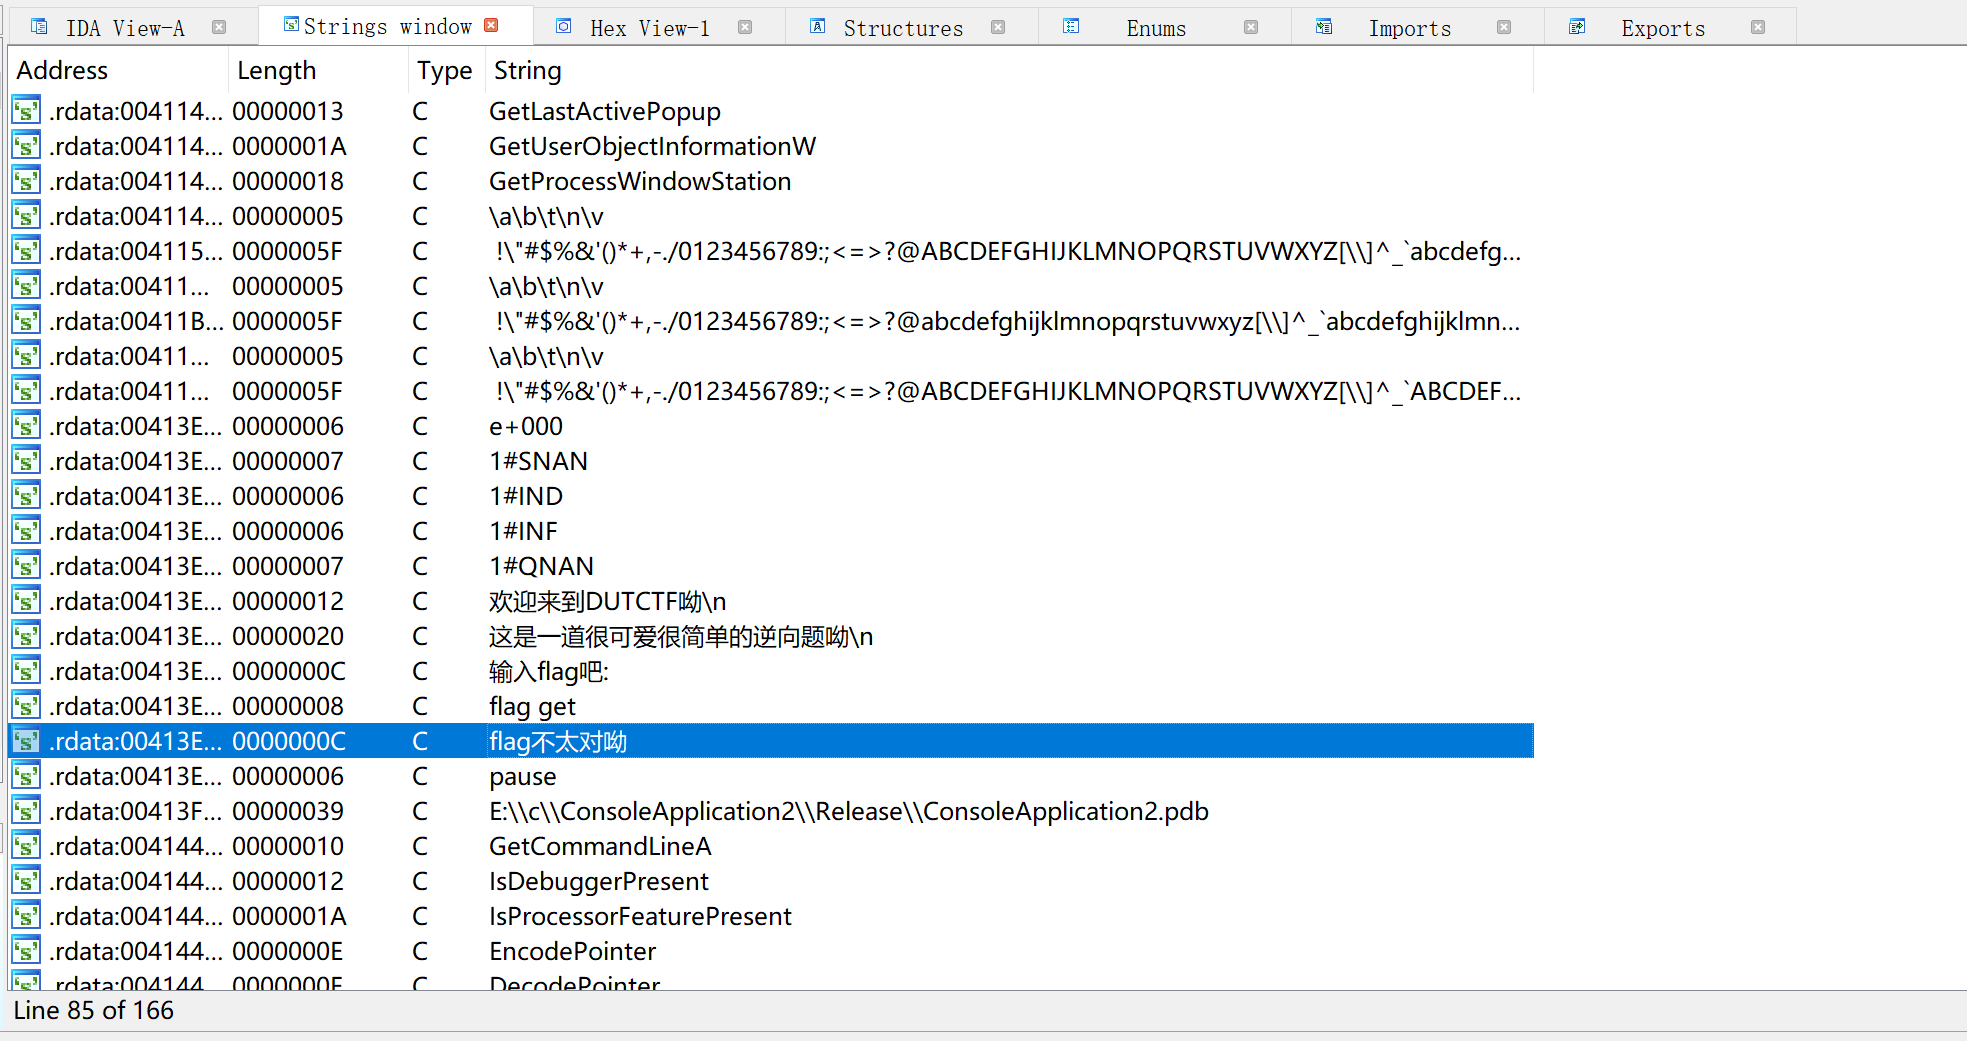 IDA View-A Strings window Hex View-1 Structures Enums Imports Exports
Address Length Type String
's' .rdata:004114... 00000013 C GetLastActivePopup
's' .rdata:004114... 0000001A C GetUserObjectInformationW
's' .rdata:004114... 00000018 C GetProcessWindowStation
's' .rdata:004114... 00000005 C \a\b\t\n\v
's' .rdata:004115... 0000005F C !\"#$%&'()*+,-./0123456789:;<=>?@ABCDEFGHIJKLMNOPQRSTUVWXYZ[\\]^_`abcdefg...
's' .rdata:00411... 00000005 C \a\b\t\n\v
's' .rdata:00411B... 0000005F C !\"#$%&'()*+,-./0123456789:;<=>?@abcdefghijklmnopqrstuvwxyz[\\]^_`abcdefghijklmn...
's' .rdata:00411... 00000005 C \a\b\t\n\v
's' .rdata:00411... 0000005F C !\"#$%&'()*+,-./0123456789:;<=>?@ABCDEFGHIJKLMNOPQRSTUVWXYZ[\\]^_`ABCDEF...
's' .rdata:00413E... 00000006 C e+000
's' .rdata:00413E... 00000007 C 1#SNAN
's' .rdata:00413E... 00000006 C 1#IND
's' .rdata:00413E... 00000006 C 1#INF
's' .rdata:00413E... 00000007 C 1#QNAN
's' .rdata:00413E... 00000012 C 欢迎来到DUTCTF呦\n
's' .rdata:00413E... 00000020 C 这是一道很可爱很简单的逆向题呦\n
's' .rdata:00413E... 0000000C C 输入flag吧:
's' .rdata:00413E... 00000008 C flag get
's' .rdata:00413E... 0000000C C flag不太对呦
's' .rdata:00413E... 00000006 C pause
's' .rdata:00413F... 00000039 C E:\\c\\ConsoleApplication2\\Release\\ConsoleApplication2.pdb
's' .rdata:004144... 00000010 C GetCommandLineA
's' .rdata:004144... 00000012 C IsDebuggerPresent
's' .rdata:004144... 0000001A C IsProcessorFeaturePresent
's' .rdata:004144... 0000000E C EncodePointer
's' .rdata:004144... 0000000E C DecodePointer
Line 85 of 166